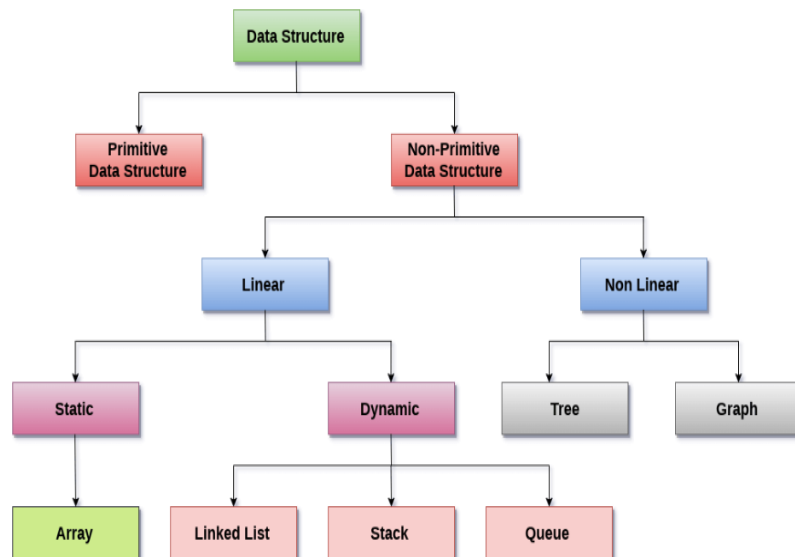 Data Structure
Primitive
Data Structure
Non-Primitive
Data Structure
Linear
Non Linear
Static
Dynamic
Tree
Graph
Array
Linked List
Stack
Queue